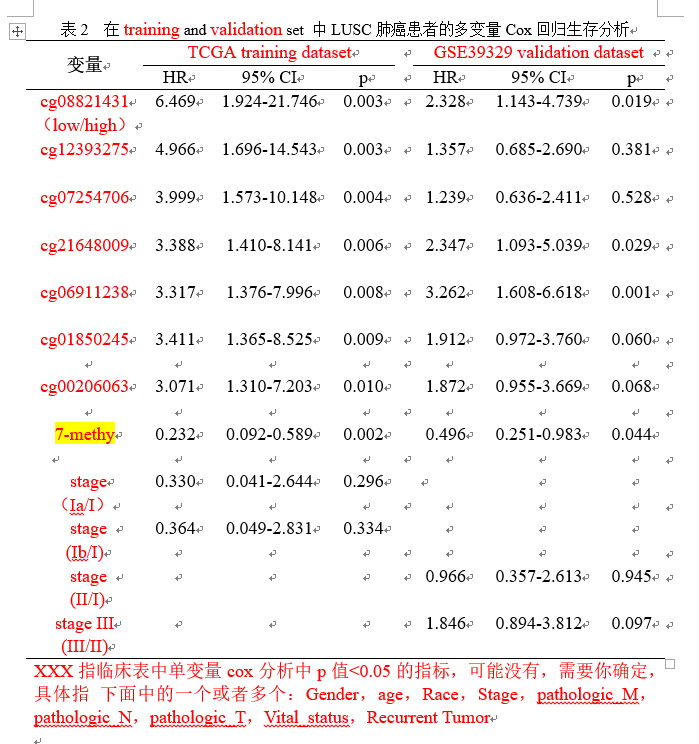 表 2 在 training and validation set 中 LUSC 肺癌患者的多变量 Cox 回归生存分析
变量 TCGA training dataset GSE39329 validation dataset
HR 95% CI p HR 95% CI p
cg08821431 6.469 1.924-21.746 0.003 2.328 1.143-4.739 0.019
（low/high）
cg12393275 4.966 1.696-14.543 0.003 1.357 0.685-2.690 0.381
cg07254706 3.999 1.573-10.148 0.004 1.239 0.636-2.411 0.528
cg21648009 3.388 1.410-8.141 0.006 2.347 1.093-5.039 0.029
cg06911238 3.317 1.376-7.996 0.008 3.262 1.608-6.618 0.001
cg01850245 3.411 1.365-8.525 0.009 1.912 0.972-3.760 0.060
cg00206063 3.071 1.310-7.203 0.010 1.872 0.955-3.669 0.068
7-methy 0.232 0.092-0.589 0.002 0.496 0.251-0.983 0.044
stage 0.330 0.041-2.644 0.296
（Ia/I）
stage 0.364 0.049-2.831 0.334
(Ib/I)
stage 0.966 0.357-2.613 0.945
(II/I)
stage III 1.846 0.894-3.812 0.097
(III/II)
XXX 指临床表中单变量 cox 分析中 p 值<0.05 的指标，可能没有，需要你确定，
具体指 下面中的一个或者多个：Gender，age，Race，Stage，pathologic_M，
pathologic_N，pathologic_T，Vital_status，Recurrent Tumor